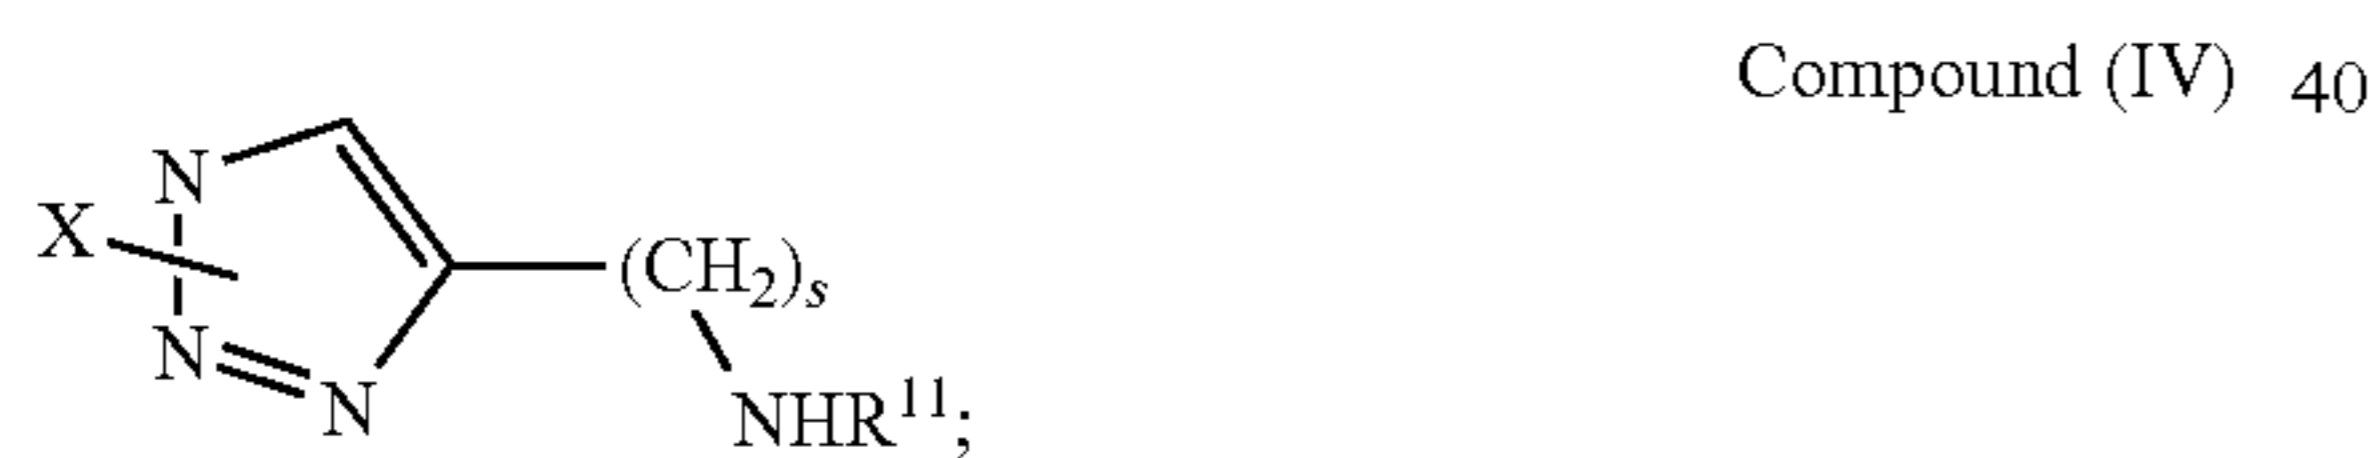 Compound (IV) 40
N
X
(CH₂)ₛ
N
N
NHR¹¹;